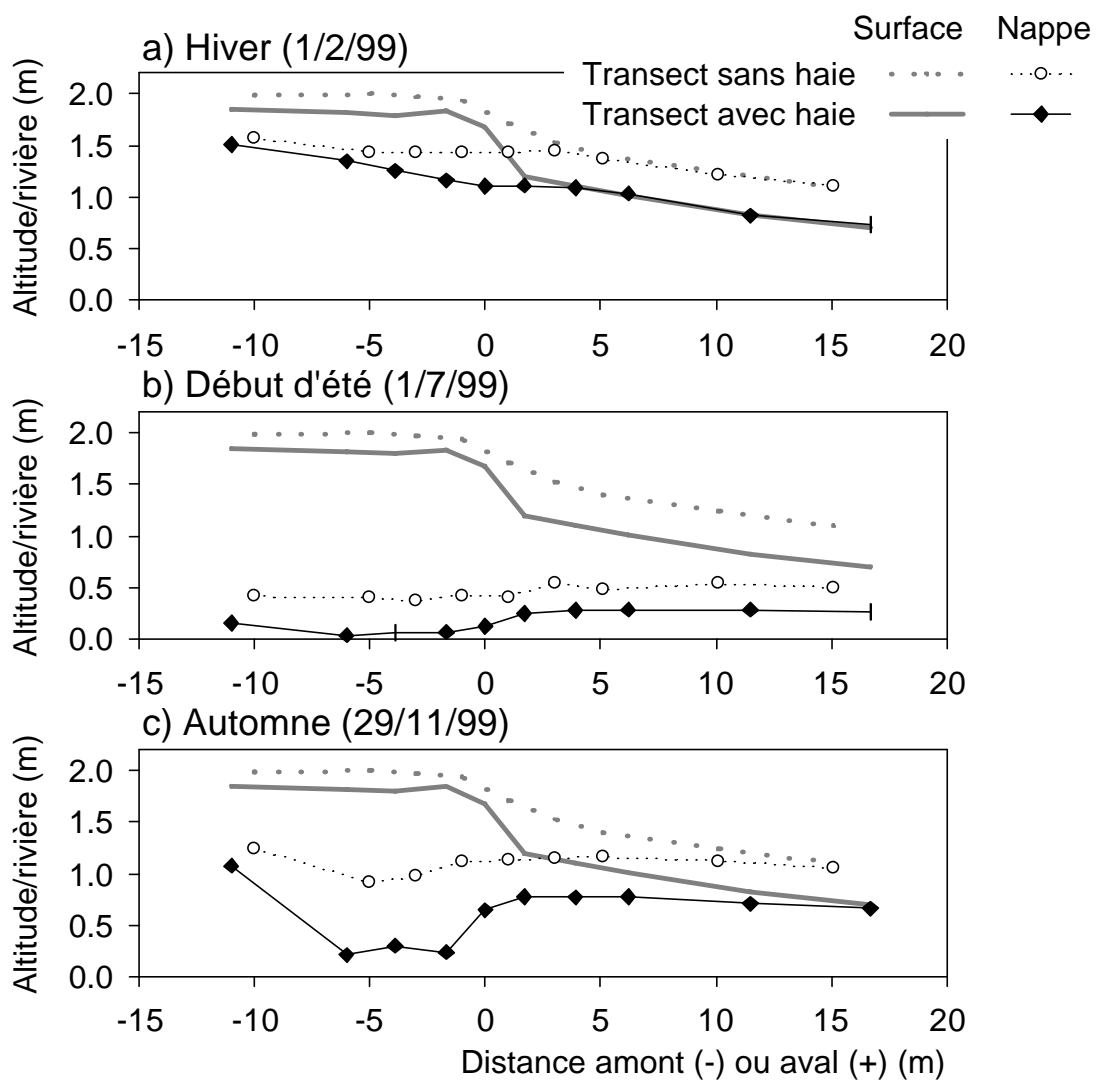 Surface Nappe
a) Hiver (1/2/99)
Transect sans haie
Transect avec haie
Altitude/rivière (m)
2.0
1.5
1.0
0.5
0.0
-15 -10 -5 0 5 10 15 20
b) Début d'été (1/7/99)
Altitude/rivière (m)
2.0
1.5
1.0
0.5
0.0
-15 -10 -5 0 5 10 15 20
c) Automne (29/11/99)
Altitude/rivière (m)
2.0
1.5
1.0
0.5
0.0
-15 -10 -5 0 5 10 15 20
Distance amont (-) ou aval (+) (m)